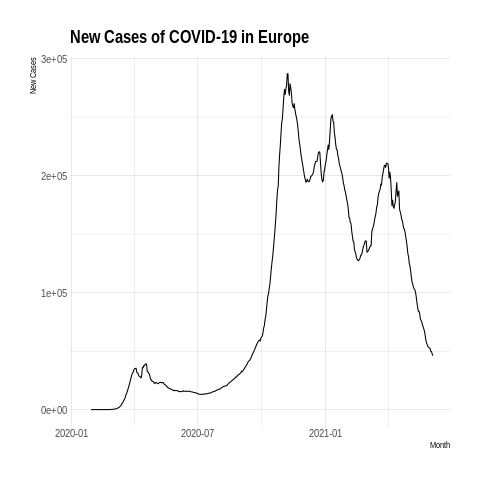 New Cases of COVID-19 in Europe
New Cases
3e+05
2e+05
1e+05
0e+00
2020-01
2020-07
2021-01
Month